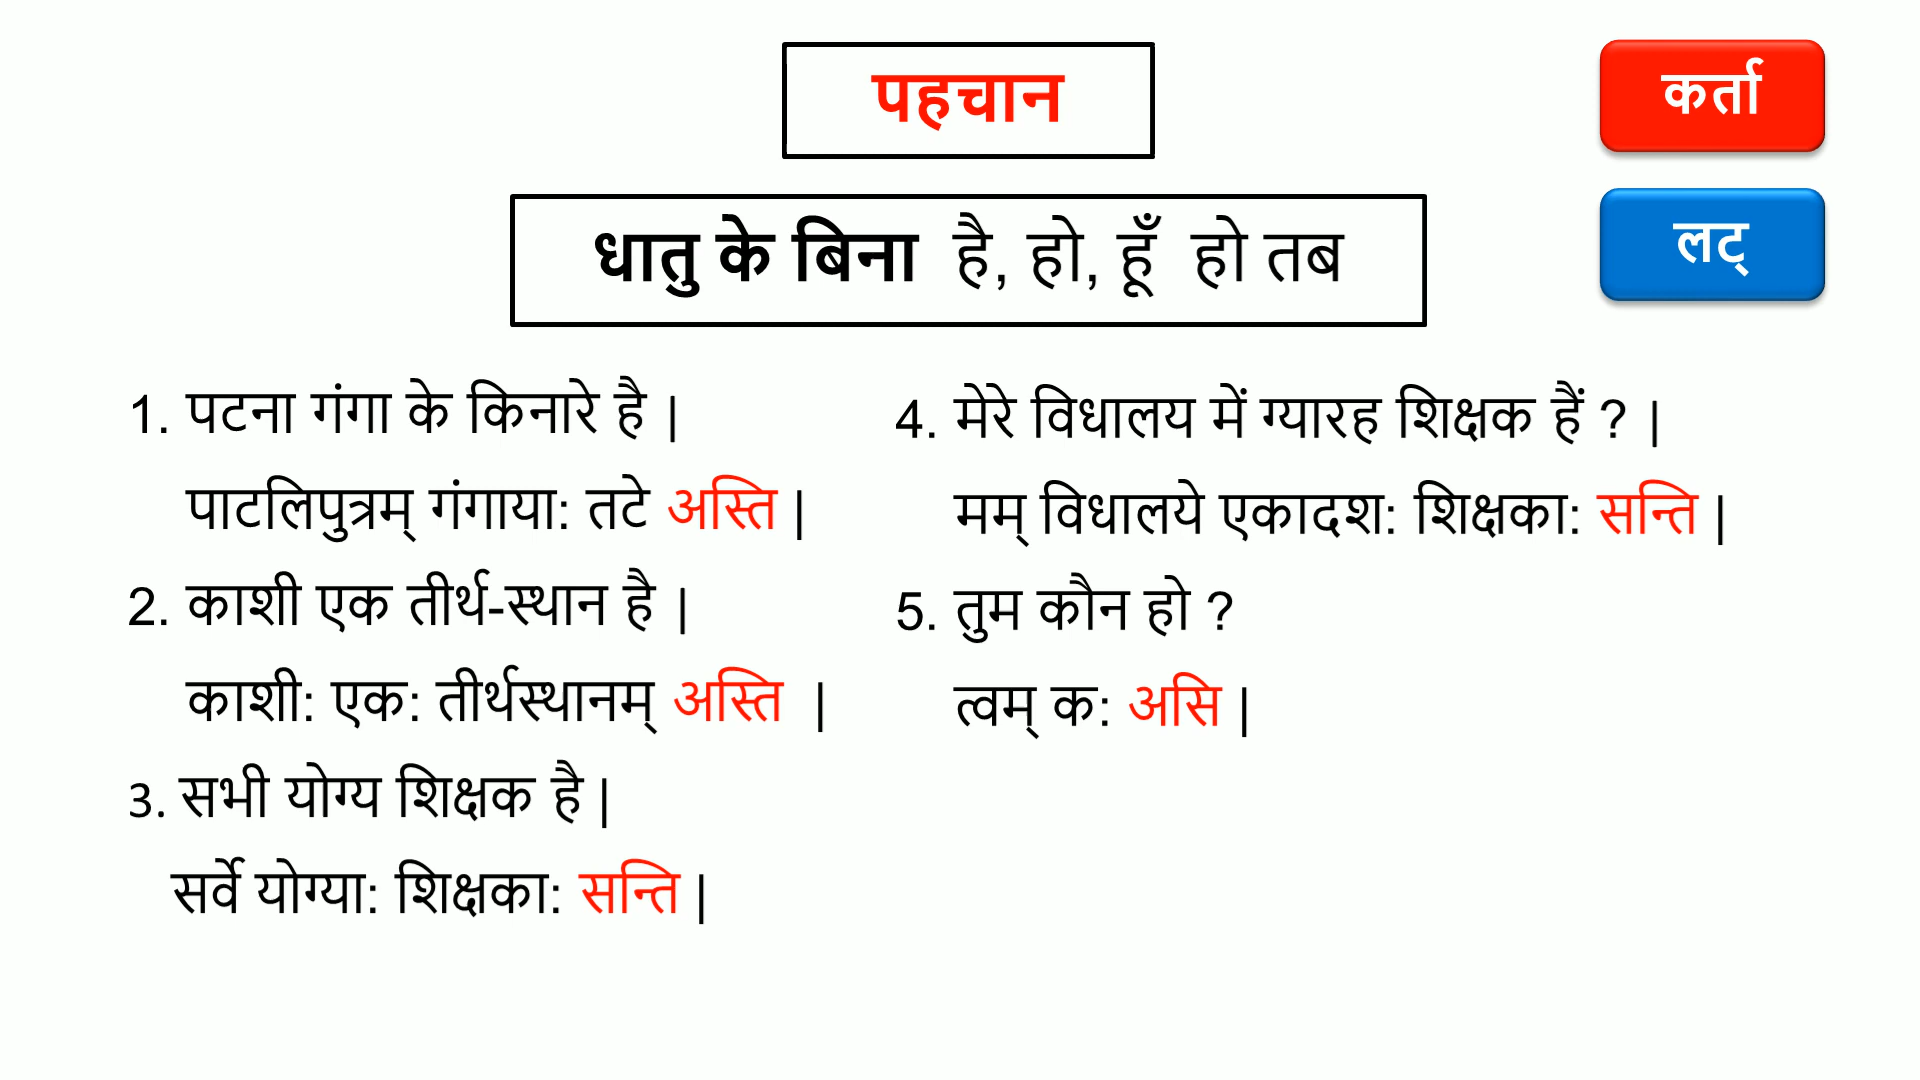 पहचान
कर्ता
धातु के बिना है, हो, हूँ हो तब
लट्
1. पटना गंगा के किनारे है |
पाटलिपुत्रम् गंगाया: तटे अस्ति |
2. काशी एक तीर्थ-स्थान है |
काशी: एक: तीर्थस्थानम् अस्ति |
3. सभी योग्य शिक्षक है |
सर्वे योग्या: शिक्षका: सन्ति |
4. मेरे विधालय में ग्यारह शिक्षक हैं ? |
मम् विधालये एकादश: शिक्षका: सन्ति |
5. तुम कौन हो ?
त्वम् क: असि |